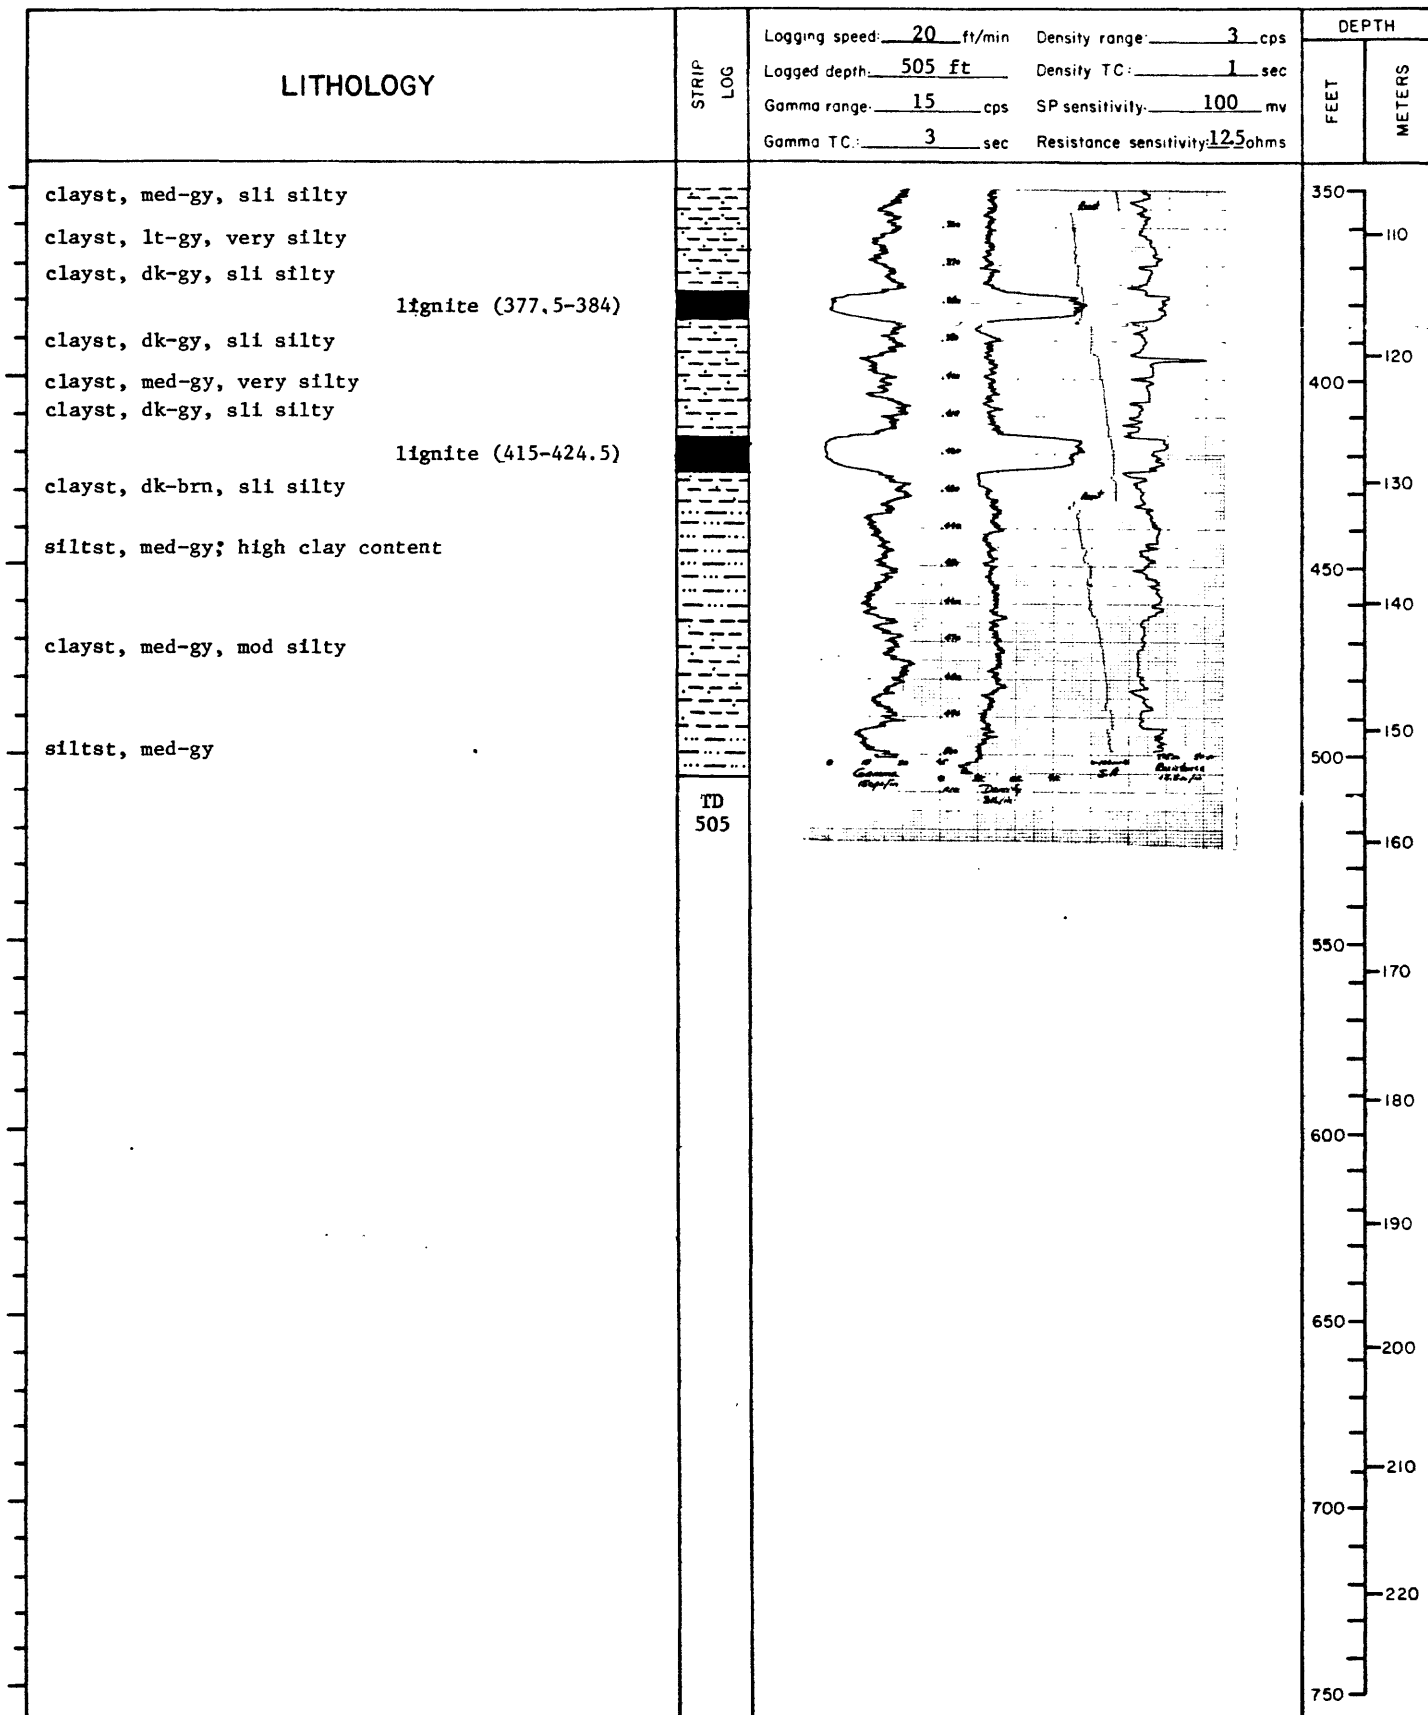 LITHOLOGY
STRIP LOG
Logging speed: 20 ft/min Density range: 3 cps
Logged depth: 505 ft Density TC: 1 sec
Gamma range: 15 cps SP sensitivity: 100 mv
Gamma TC.: 3 sec Resistance sensitivity: 12.5 ohms
DEPTH
FEET
METERS
clayst, med-gy, sli silty
clayst, lt-gy, very silty
clayst, dk-gy, sli silty
lignite (377.5-384)
clayst, dk-gy, sli silty
clayst, med-gy, very silty
clayst, dk-gy, sli silty
lignite (415-424.5)
clayst, dk-brn, sli silty
siltst, med-gy; high clay content
clayst, med-gy, mod silty
siltst, med-gy
TD
505
Gamma
Density
S.P.
Resistance
350
400
450
500
550
600
650
700
750
110
120
130
140
150
160
170
180
190
200
210
220